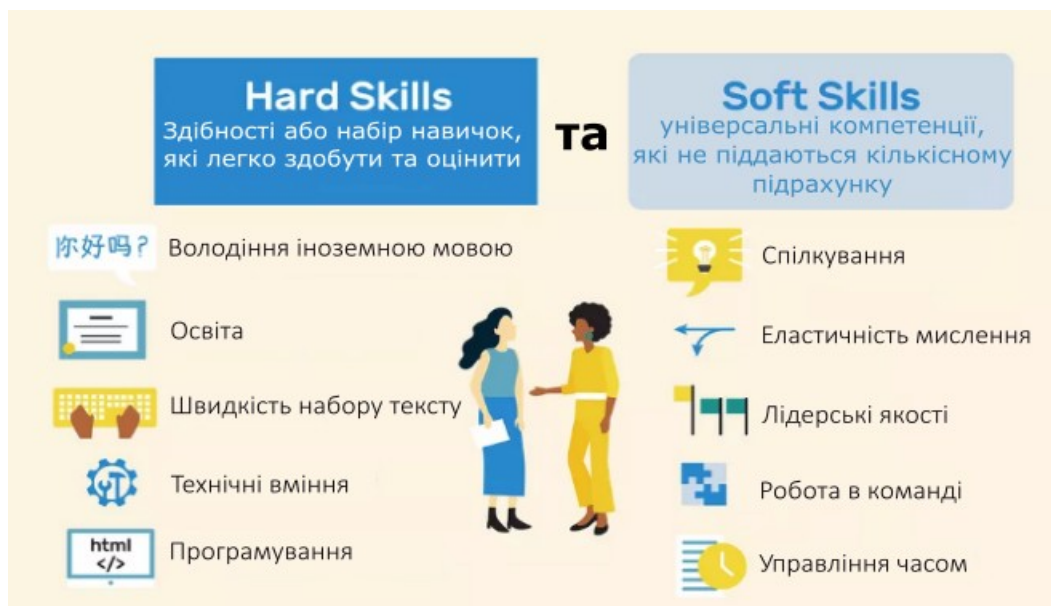 Hard Skills
Здібності або набір навичок,
які легко здобути та оцінити
та
Soft Skills
універсальні компетенції,
які не піддаються кількісному
підрахунку
你好吗?
Володіння іноземною мовою
Освіта
Швидкість набору тексту
Технічні вміння
html
</>
Програмування
Спілкування
Еластичність мислення
Лідерські якості
Робота в команді
Управління часом